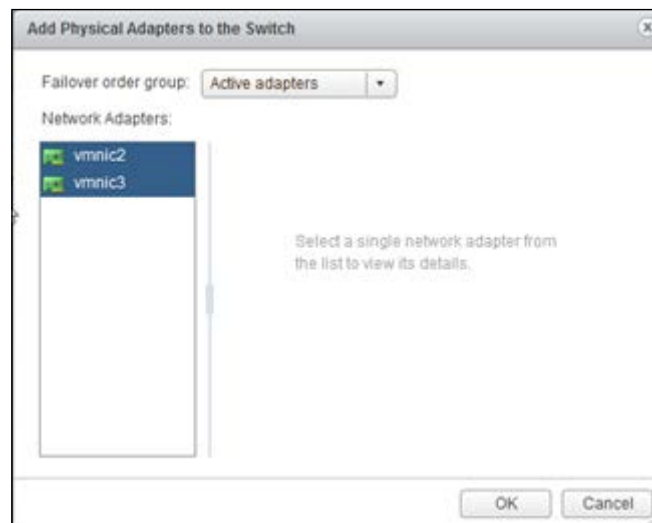 Add Physical Adapters to the Switch
Failover order group: Active adapters
Network Adapters:
vmnic2
vmnic3
Select a single network adapter from
the list to view its details.
OK Cancel